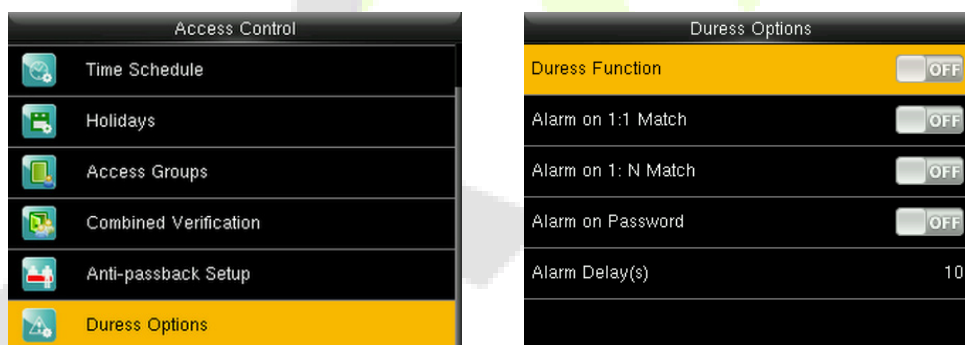 Access Control
Time Schedule
Holidays
Access Groups
Combined Verification
Anti-passback Setup
Duress Options
Duress Options
Duress Function OFF
Alarm on 1:1 Match OFF
Alarm on 1: N Match OFF
Alarm on Password OFF
Alarm Delay(s) 10